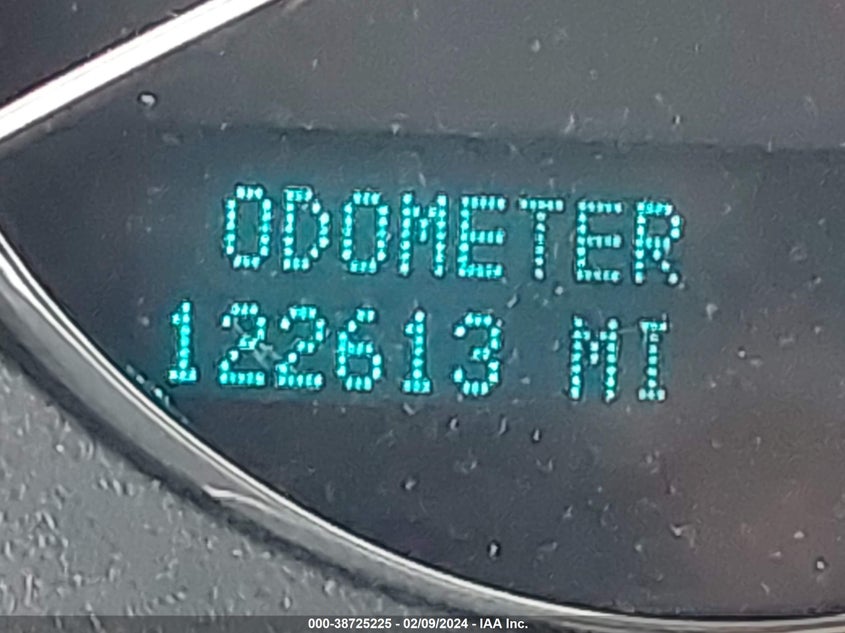 ODOMETER
122613 MI
000-38725225 - 02/09/2024 - IAA Inc.